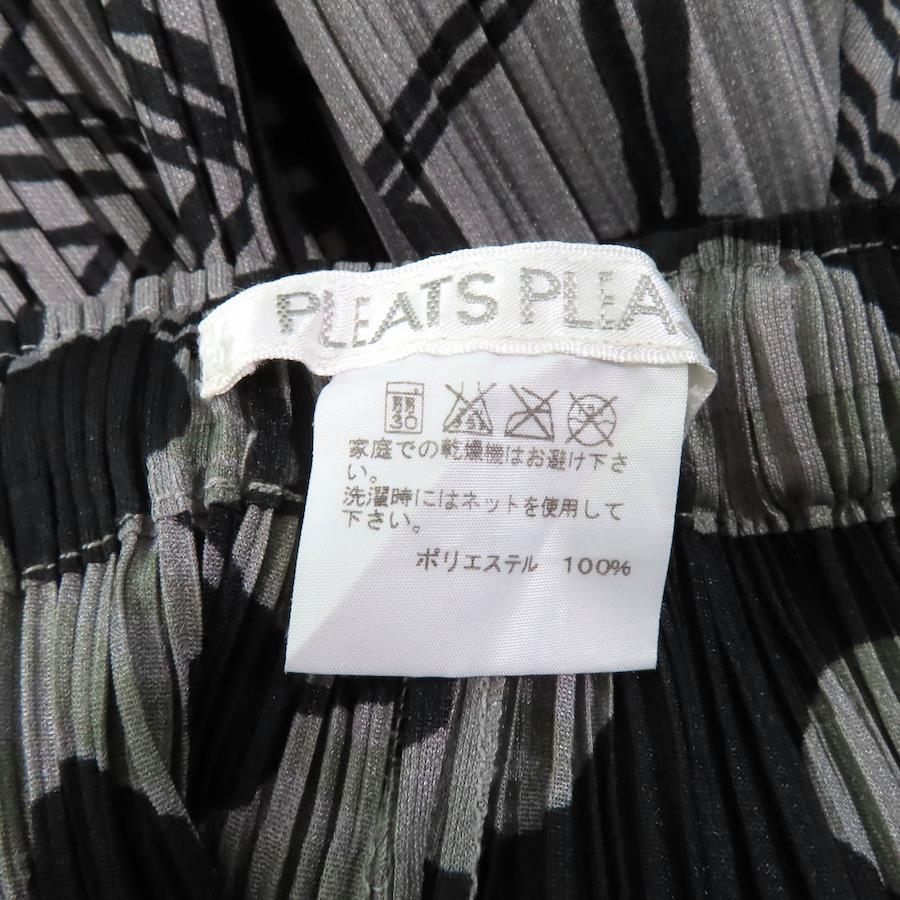 PLEATS PLEA
30
家庭での乾燥機はお避け下さ
い。
洗濯時にはネットを使用して
下さい。
ポリエステル 100%